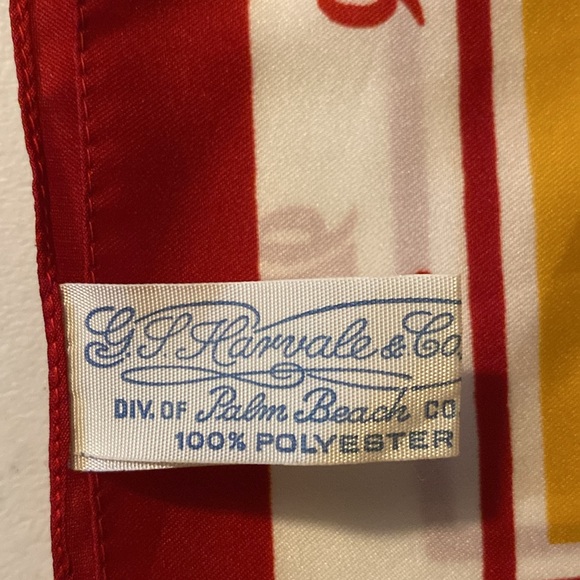 G.S. Harvale & Co.
DIV. OF Palm Beach CO
100% POLYESTER